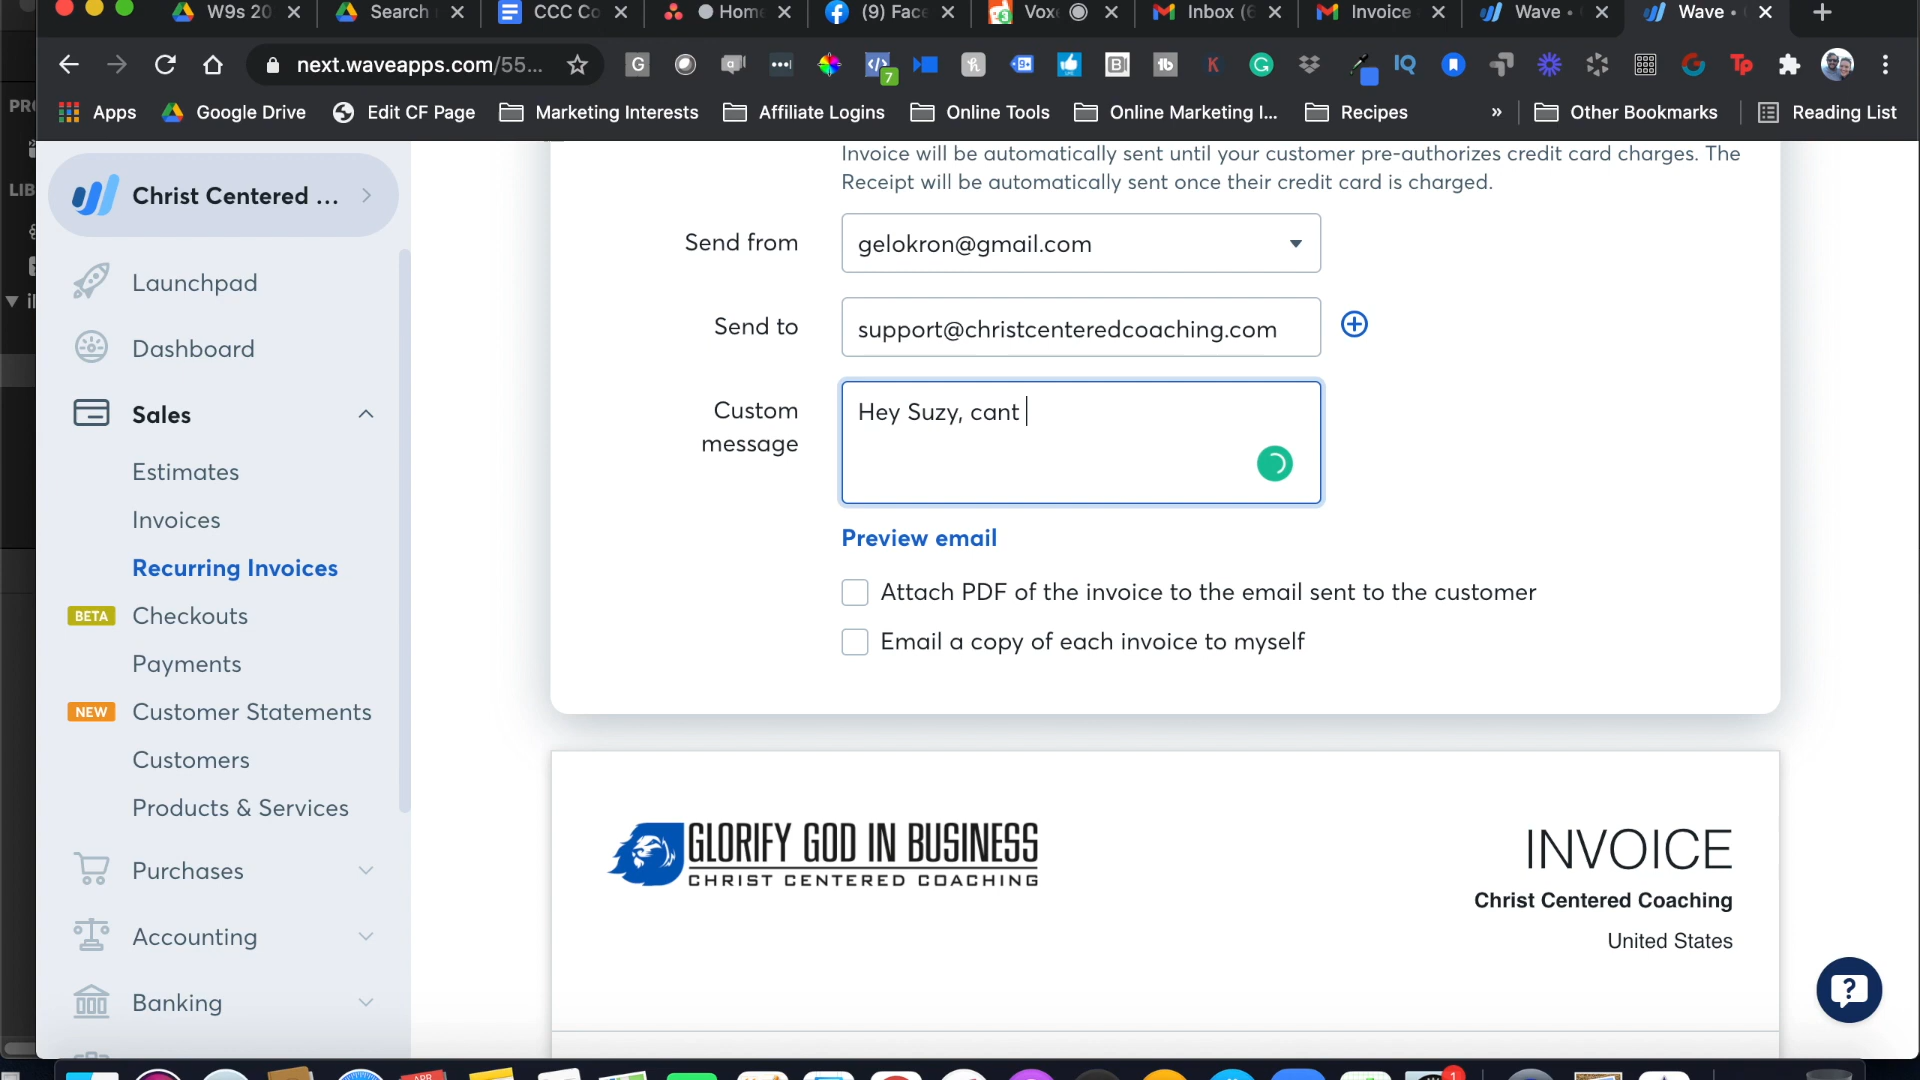 W9s 20
Search
CCC Co
Home
(9) Face
Voxe
Inbox (6
Invoice
Wave •
Wave •
next.waveapps.com/55...
7
Apps
Google Drive
Edit CF Page
Marketing Interests
Affiliate Logins
Online Tools
Online Marketing I...
Recipes
»
Other Bookmarks
Reading List
PRO
LIB
Christ Centered ...
Launchpad
Dashboard
Sales
Estimates
Invoices
Recurring Invoices
BETA
Checkouts
Payments
NEW
Customer Statements
Customers
Products & Services
Purchases
Accounting
Banking
Invoice will be automatically sent until your customer pre-authorizes credit card charges. The
Receipt will be automatically sent once their credit card is charged.
Send from
gelokron@gmail.com
Send to
support@christcenteredcoaching.com
Custom
message
Hey Suzy, cant
Preview email
Attach PDF of the invoice to the email sent to the customer
Email a copy of each invoice to myself
GLORIFY GOD IN BUSINESS
CHRIST CENTERED COACHING
INVOICE
Christ Centered Coaching
United States
APR
1